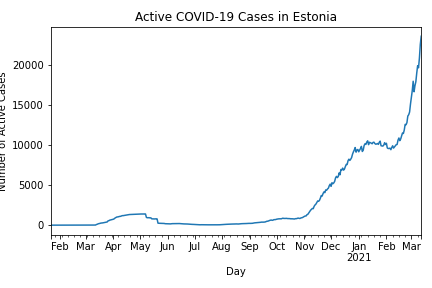 Active COVID-19 Cases in Estonia
Number of Active Cases
20000
15000
10000
5000
0
Feb Mar Apr May Jun Jul Aug Sep Oct Nov Dec Jan Feb Mar
2021
Day